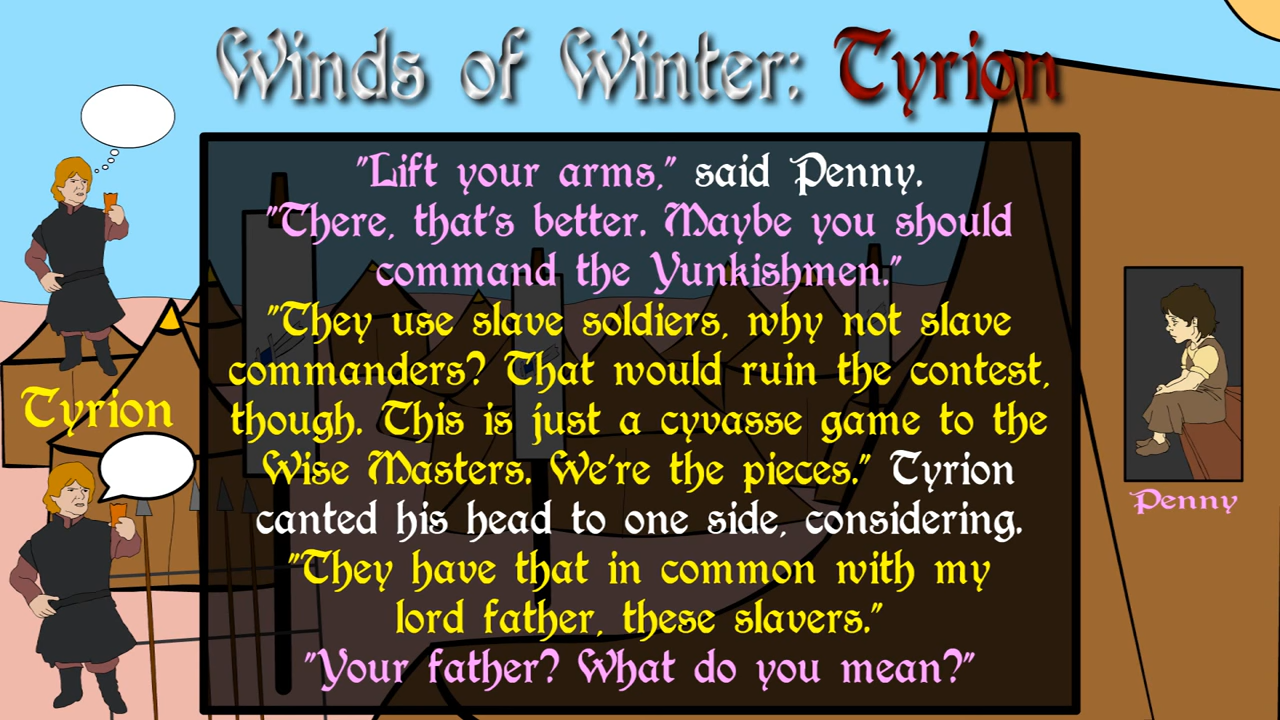 Winds of Winter: Tyrion
"Lift your arms," said Penny.
"There, that's better. Maybe you should
command the Yunkishmen."
"They use slave soldiers, why not slave
commanders? That would ruin the contest,
though. This is just a cyvasse game to the
Wise Masters. We're the pieces." Tyrion
canted his head to one side, considering.
"They have that in common with my
lord father, these slavers."
"Your father? What do you mean?"
Tyrion
Penny